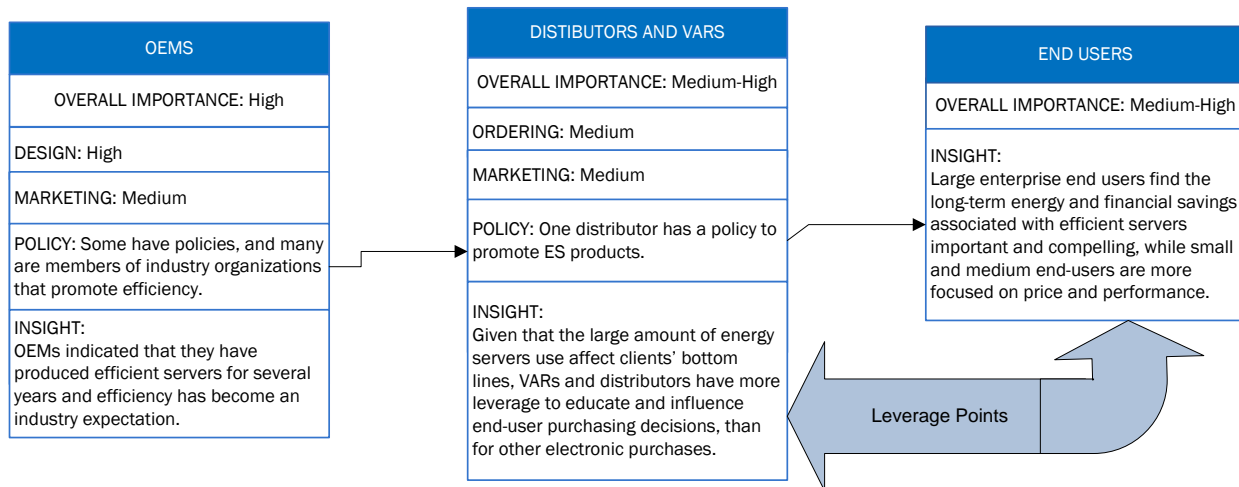 OEMS
OVERALL IMPORTANCE: High
DESIGN: High
MARKETING: Medium
POLICY: Some have policies, and many
are members of industry organizations
that promote efficiency.
INSIGHT:
OEMs indicated that they have
produced efficient servers for several
years and efficiency has become an
industry expectation.
DISTIBUTORS AND VARS
OVERALL IMPORTANCE: Medium-High
ORDERING: Medium
MARKETING: Medium
POLICY: One distributor has a policy to
promote ES products.
INSIGHT:
Given that the large amount of energy
servers use affect clients’ bottom
lines, VARs and distributors have more
leverage to educate and influence
end-user purchasing decisions, than
for other electronic purchases.
END USERS
OVERALL IMPORTANCE: Medium-High
INSIGHT:
Large enterprise end users find the
long-term energy and financial savings
associated with efficient servers
important and compelling, while small
and medium end-users are more
focused on price and performance.
Leverage Points